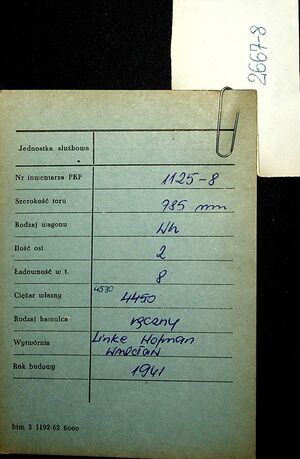 2667-8
Jednostka służbowa
Nr inwentarza PKP 1125-8
Szerokość toru 785 mm
Rodzaj wagonu Wh
Ilość osi 2
Ładowność w t. 8
Ciężar własny 4530 4450
Rodzaj hamulca ręczny
Wytwórnia Linke Hofman
Wrocław
Rok budowy 1941
btm 3 1192-62 6000